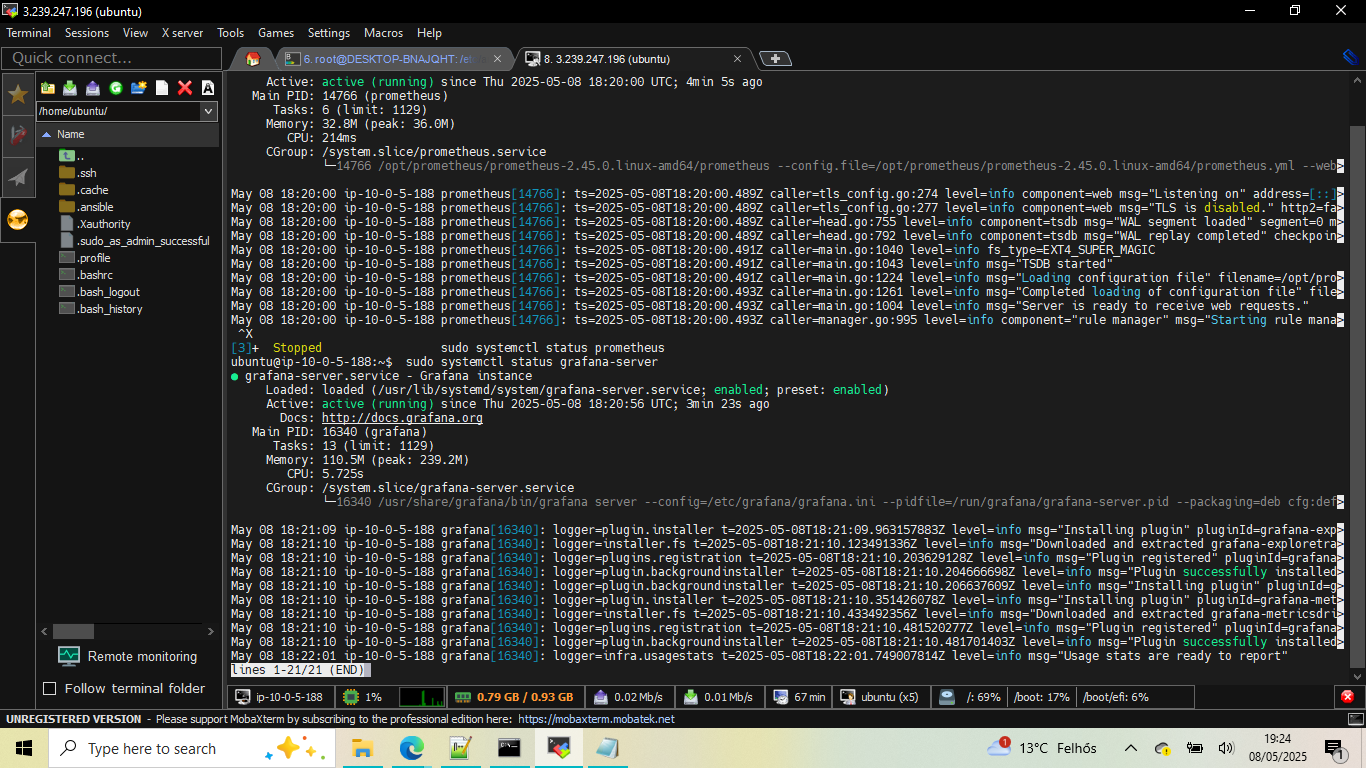 3.239.247.196 (ubuntu)
Terminal Sessions View X server Tools Games Settings Macros Help
Quick connect...
6. root@DESKTOP-BNAJQHT: /et
8. 3.239.247.196 (ubuntu)
/home/ubuntu/
Name
..
.ssh
.cache
.ansible
.Xauthority
.sudo_as_admin_successful
.profile
.bashrc
.bash_logout
.bash_history
Remote monitoring
Follow terminal folder
Active: active (running) since Thu 2025-05-08 18:20:00 UTC; 4min 5s ago
Main PID: 14766 (prometheus)
Tasks: 6 (limit: 1129)
Memory: 32.8M (peak: 36.0M)
CPU: 214ms
CGroup: /system.slice/prometheus.service
└─14766 /opt/prometheus/prometheus-2.45.0.linux-amd64/prometheus --config.file=/opt/prometheus/prometheus-2.45.0.linux-amd64/prometheus.yml --web>
May 08 18:20:00 ip-10-0-5-188 prometheus[14766]: ts=2025-05-08T18:20:00.489Z caller=tls_config.go:274 level=info component=web msg="Listening on" address=[::]>
May 08 18:20:00 ip-10-0-5-188 prometheus[14766]: ts=2025-05-08T18:20:00.489Z caller=tls_config.go:277 level=info component=web msg="TLS is disabled." http2=fa>
May 08 18:20:00 ip-10-0-5-188 prometheus[14766]: ts=2025-05-08T18:20:00.489Z caller=head.go:755 level=info component=tsdb msg="WAL segment loaded" segment=0 m>
May 08 18:20:00 ip-10-0-5-188 prometheus[14766]: ts=2025-05-08T18:20:00.489Z caller=head.go:792 level=info component=tsdb msg="WAL replay completed" checkpoin>
May 08 18:20:00 ip-10-0-5-188 prometheus[14766]: ts=2025-05-08T18:20:00.491Z caller=main.go:1040 level=info fs_type=EXT4_SUPER_MAGIC
May 08 18:20:00 ip-10-0-5-188 prometheus[14766]: ts=2025-05-08T18:20:00.491Z caller=main.go:1043 level=info msg="TSDB started"
May 08 18:20:00 ip-10-0-5-188 prometheus[14766]: ts=2025-05-08T18:20:00.491Z caller=main.go:1224 level=info msg="Loading configuration file" filename=/opt/pro>
May 08 18:20:00 ip-10-0-5-188 prometheus[14766]: ts=2025-05-08T18:20:00.493Z caller=main.go:1261 level=info msg="Completed loading of configuration file" file>
May 08 18:20:00 ip-10-0-5-188 prometheus[14766]: ts=2025-05-08T18:20:00.493Z caller=main.go:1004 level=info msg="Server is ready to receive web requests."
May 08 18:20:00 ip-10-0-5-188 prometheus[14766]: ts=2025-05-08T18:20:00.493Z caller=manager.go:995 level=info component="rule manager" msg="Starting rule mana>
^X
[3]+ Stopped sudo systemctl status prometheus
ubuntu@ip-10-0-5-188:~$ sudo systemctl status grafana-server
● grafana-server.service - Grafana instance
Loaded: loaded (/usr/lib/systemd/system/grafana-server.service; enabled; preset: enabled)
Active: active (running) since Thu 2025-05-08 18:20:56 UTC; 3min 23s ago
Docs: http://docs.grafana.org
Main PID: 16340 (grafana)
Tasks: 13 (limit: 1129)
Memory: 110.5M (peak: 239.2M)
CPU: 5.725s
CGroup: /system.slice/grafana-server.service
└─16340 /usr/share/grafana/bin/grafana server --config=/etc/grafana/grafana.ini --pidfile=/run/grafana/grafana-server.pid --packaging=deb cfg:def>
May 08 18:21:09 ip-10-0-5-188 grafana[16340]: logger=plugin.installer t=2025-05-08T18:21:09.963157883Z level=info msg="Installing plugin" pluginId=grafana-exp>
May 08 18:21:10 ip-10-0-5-188 grafana[16340]: logger=installer.fs t=2025-05-08T18:21:10.123491336Z level=info msg="Downloaded and extracted grafana-exploretra>
May 08 18:21:10 ip-10-0-5-188 grafana[16340]: logger=plugins.registration t=2025-05-08T18:21:10.203629128Z level=info msg="Plugin registered" pluginId=grafana>
May 08 18:21:10 ip-10-0-5-188 grafana[16340]: logger=plugin.backgroundinstaller t=2025-05-08T18:21:10.204666698Z level=info msg="Plugin successfully installed>
May 08 18:21:10 ip-10-0-5-188 grafana[16340]: logger=plugin.backgroundinstaller t=2025-05-08T18:21:10.206637609Z level=info msg="Installing plugin" pluginId=g>
May 08 18:21:10 ip-10-0-5-188 grafana[16340]: logger=plugin.installer t=2025-05-08T18:21:10.351426078Z level=info msg="Installing plugin" pluginId=grafana-met>
May 08 18:21:10 ip-10-0-5-188 grafana[16340]: logger=installer.fs t=2025-05-08T18:21:10.433492356Z level=info msg="Downloaded and extracted grafana-metricsdri>
May 08 18:21:10 ip-10-0-5-188 grafana[16340]: logger=plugins.registration t=2025-05-08T18:21:10.481520277Z level=info msg="Plugin registered" pluginId=grafana>
May 08 18:21:10 ip-10-0-5-188 grafana[16340]: logger=plugin.backgroundinstaller t=2025-05-08T18:21:10.481701403Z level=info msg="Plugin successfully installed>
May 08 18:22:01 ip-10-0-5-188 grafana[16340]: logger=infra.usagestats t=2025-05-08T18:22:01.749007814Z level=info msg="Usage stats are ready to report"
lines 1-21/21 (END)
ip-10-0-5-188 1% 0.79 GB / 0.93 GB 0.02 Mb/s 0.01 Mb/s 67 min ubuntu (x5) /: 69% /boot: 17% /boot/efi: 6%
UNREGISTERED VERSION - Please support MobaXterm by subscribing to the professional edition here: https://mobaxterm.mobatek.net
Type here to search
1
13°C Felhős
19:24
08/05/2025
1